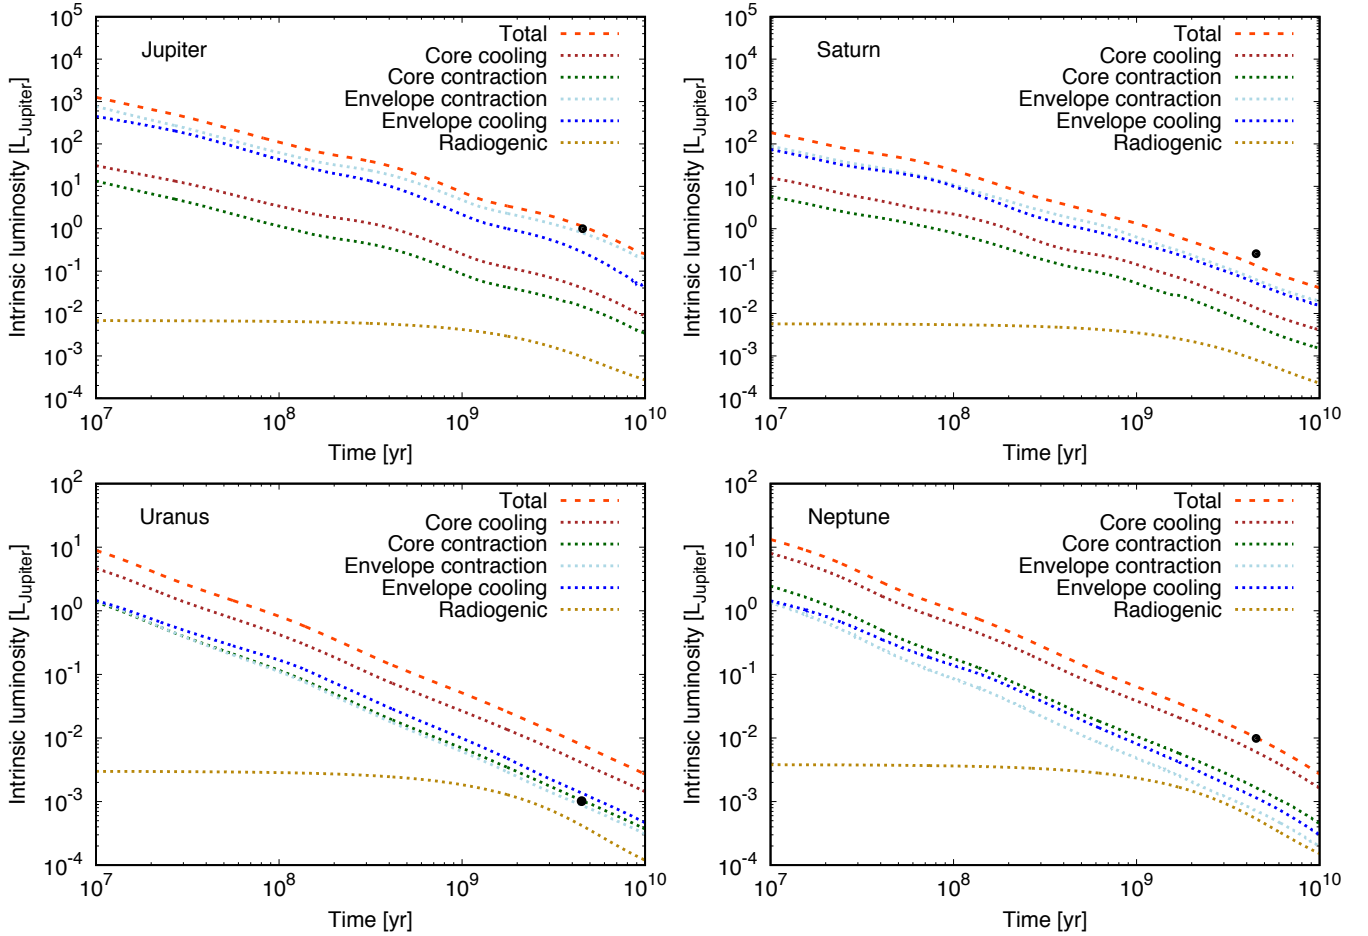 Jupiter
Total
Core cooling
Core contraction
Envelope contraction
Envelope cooling
Radiogenic
Intrinsic luminosity [L_Jupiter]
10^5
10^4
10^3
10^2
10^1
10^0
10^-1
10^-2
10^-3
10^-4
10^7 10^8 10^9 10^10
Time [yr]
Saturn
Total
Core cooling
Core contraction
Envelope contraction
Envelope cooling
Radiogenic
Intrinsic luminosity [L_Jupiter]
10^5
10^4
10^3
10^2
10^1
10^0
10^-1
10^-2
10^-3
10^-4
10^7 10^8 10^9 10^10
Time [yr]
Uranus
Total
Core cooling
Core contraction
Envelope contraction
Envelope cooling
Radiogenic
Intrinsic luminosity [L_Jupiter]
10^2
10^1
10^0
10^-1
10^-2
10^-3
10^-4
10^7 10^8 10^9 10^10
Time [yr]
Neptune
Total
Core cooling
Core contraction
Envelope contraction
Envelope cooling
Radiogenic
Intrinsic luminosity [L_Jupiter]
10^2
10^1
10^0
10^-1
10^-2
10^-3
10^-4
10^7 10^8 10^9 10^10
Time [yr]